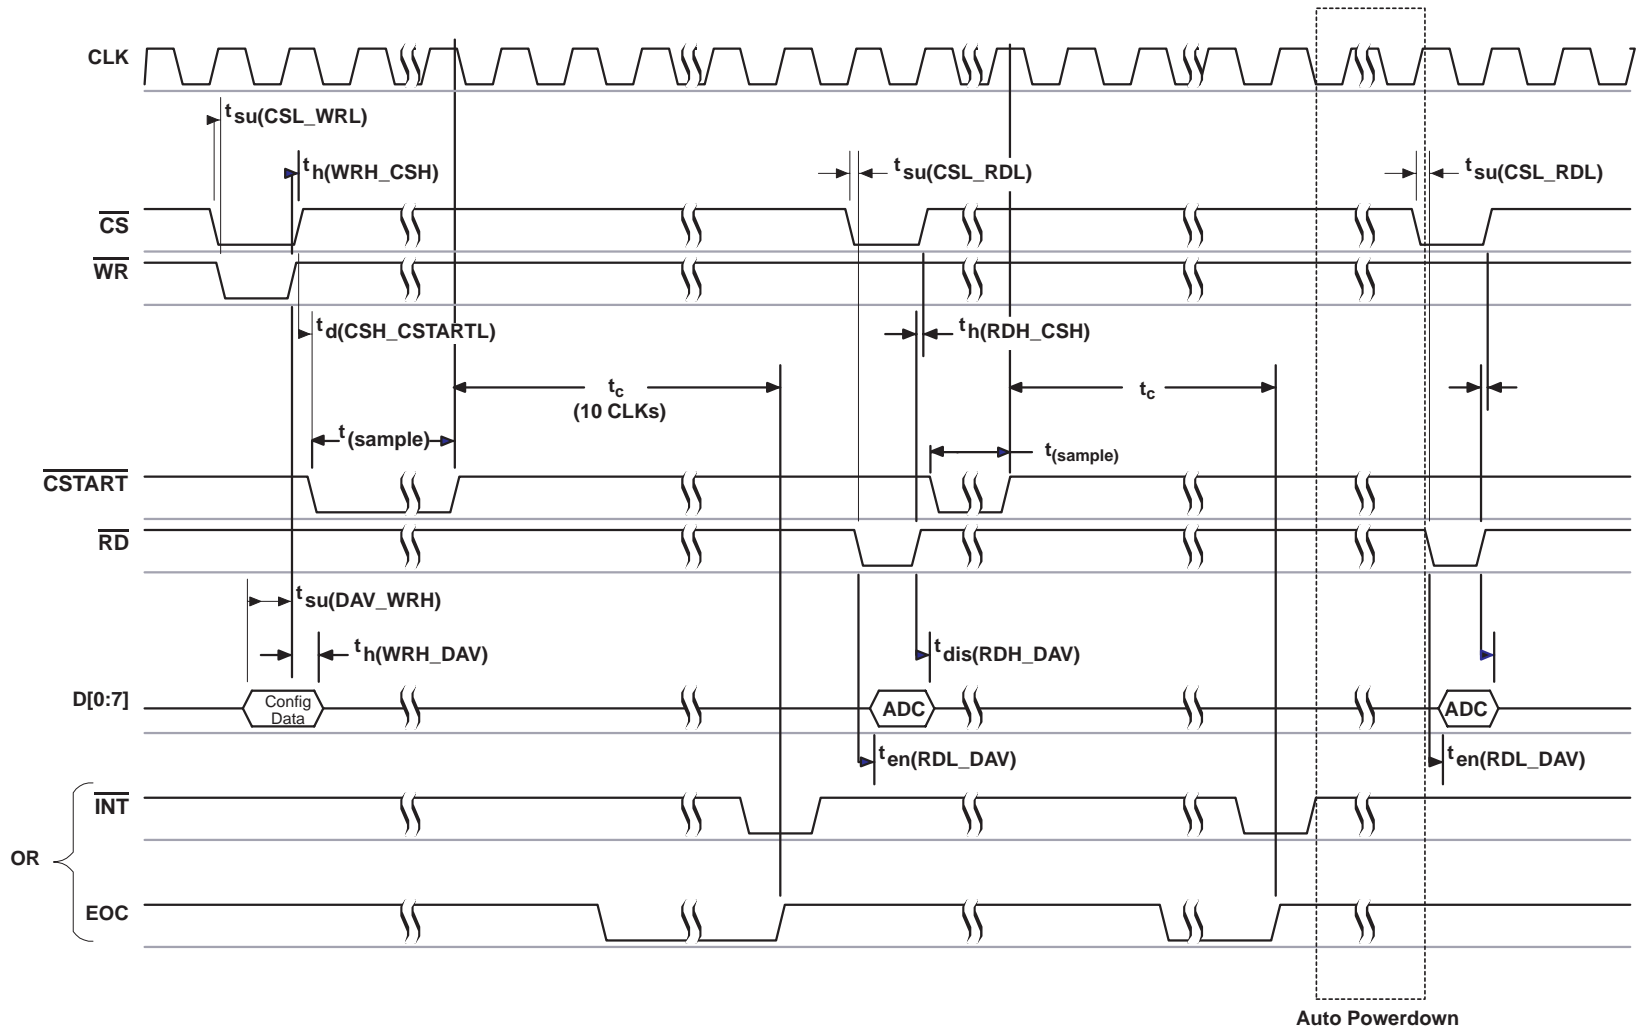 CLK
tsu(CSL_WRL)
th(WRH_CSH)
tsu(CSL_RDL)
tsu(CSL_RDL)
CS
WR
td(CSH_CSTARTL)
th(RDH_CSH)
tc
(10 CLKs)
tc
t(sample)
t(sample)
CSTART
RD
tsu(DAV_WRH)
th(WRH_DAV)
tdis(RDH_DAV)
D[0:7]
Config
Data
ADC
ADC
ten(RDL_DAV)
ten(RDL_DAV)
INT
OR
EOC
Auto Powerdown